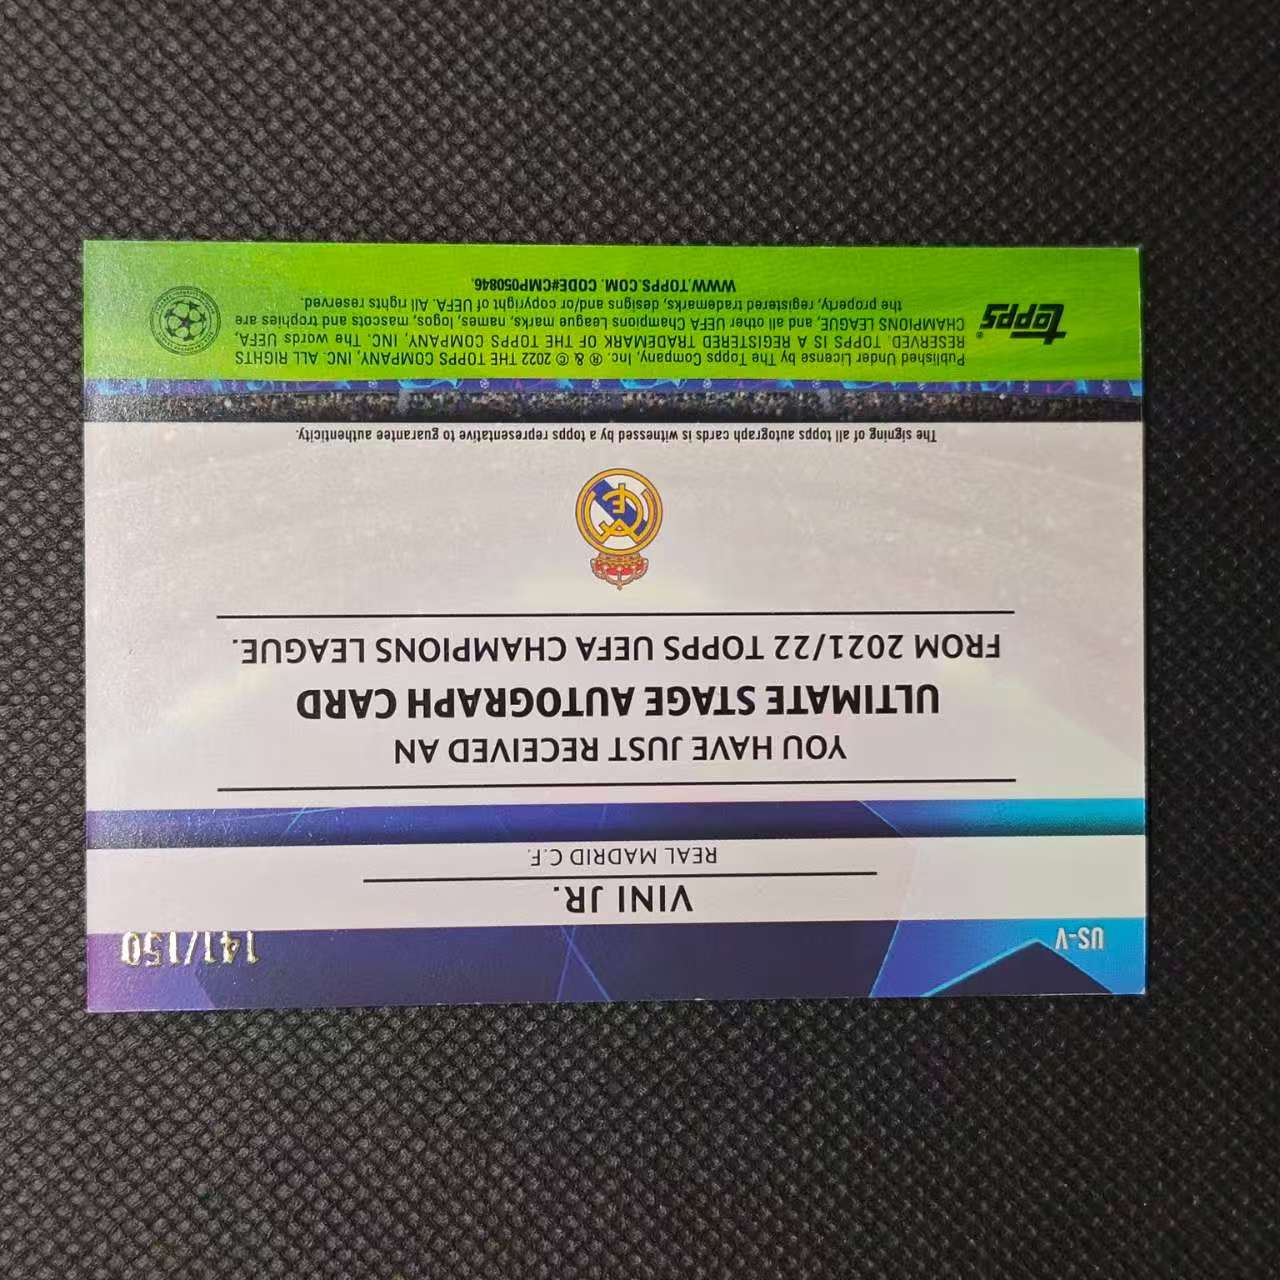 US-V
141/150
VINI JR.
REAL MADRID C.F.
YOU HAVE JUST RECEIVED AN
ULTIMATE STAGE AUTOGRAPH CARD
FROM 2021/22 TOPPS UEFA CHAMPIONS LEAGUE.
The signing of all topps autograph cards is witnessed by a topps representative to guarantee authenticity.
topps®
Published Under License by The Topps Company, Inc. ® & © 2022 THE TOPPS COMPANY, INC. ALL RIGHTS
RESERVED. TOPPS IS A REGISTERED TRADEMARK OF THE TOPPS COMPANY, INC. The words UEFA,
CHAMPIONS LEAGUE, and all other UEFA Champions League marks, names, logos, mascots and trophies are
the property, registered trademarks, designs and/or copyright of UEFA. All rights reserved.
WWW.TOPPS.COM. CODE#CMP050846.